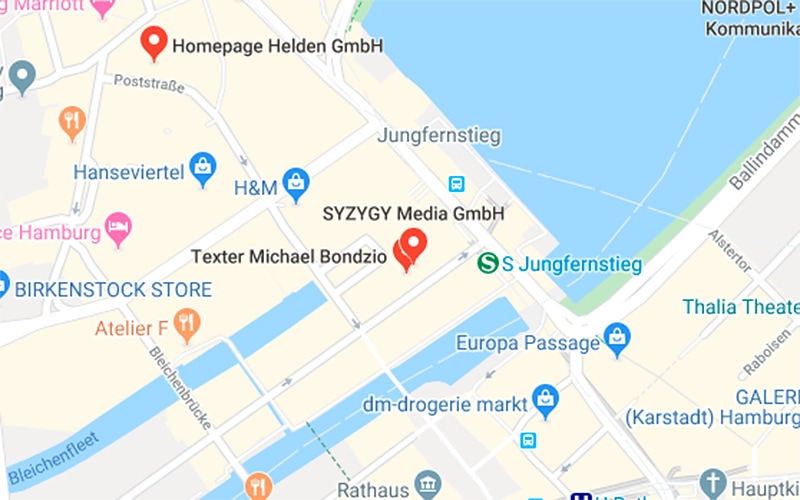 g Marriott
NORDPOL+
Kommunika
Homepage Helden GmbH
Poststraße
Jungfernstieg
Ballindamm
Hanseviertel
H&M
SYZYGY Media GmbH
ce Hamburg
Texter Michael Bondzio
S S Jungfernstieg
Alstertor
BIRKENSTOCK STORE
Thalia Theate
Atelier F
Europa Passage
Raboisen
Bleichenbrücke
dm-drogerie markt
GALERI
(Karstadt) Hamburg
Bleichenfleet
Rathaus
Hauptki